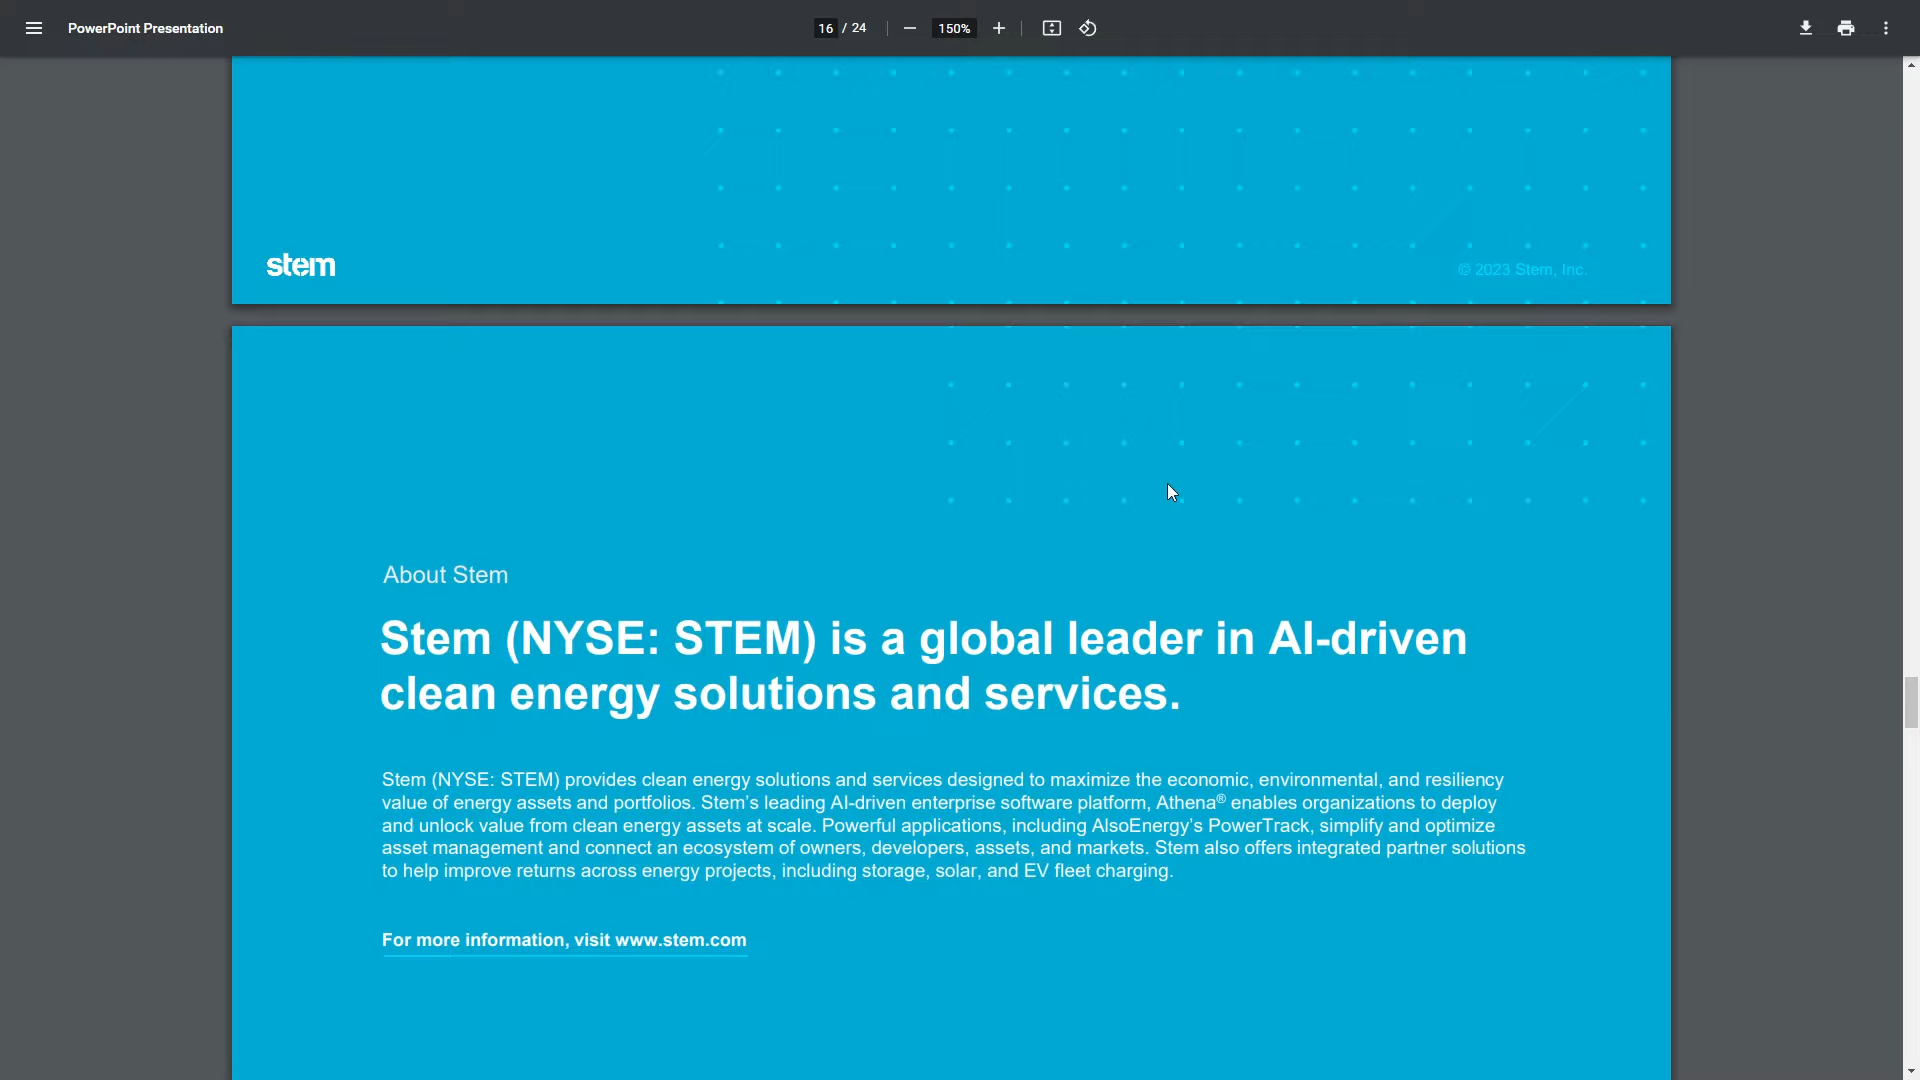 PowerPoint Presentation
16 / 24
150%
stem
© 2023 Stem, Inc.
About Stem
Stem (NYSE: STEM) is a global leader in AI-driven
clean energy solutions and services.
Stem (NYSE: STEM) provides clean energy solutions and services designed to maximize the economic, environmental, and resiliency
value of energy assets and portfolios. Stem’s leading AI-driven enterprise software platform, Athena® enables organizations to deploy
and unlock value from clean energy assets at scale. Powerful applications, including AlsoEnergy’s PowerTrack, simplify and optimize
asset management and connect an ecosystem of owners, developers, assets, and markets. Stem also offers integrated partner solutions
to help improve returns across energy projects, including storage, solar, and EV fleet charging.
For more information, visit www.stem.com